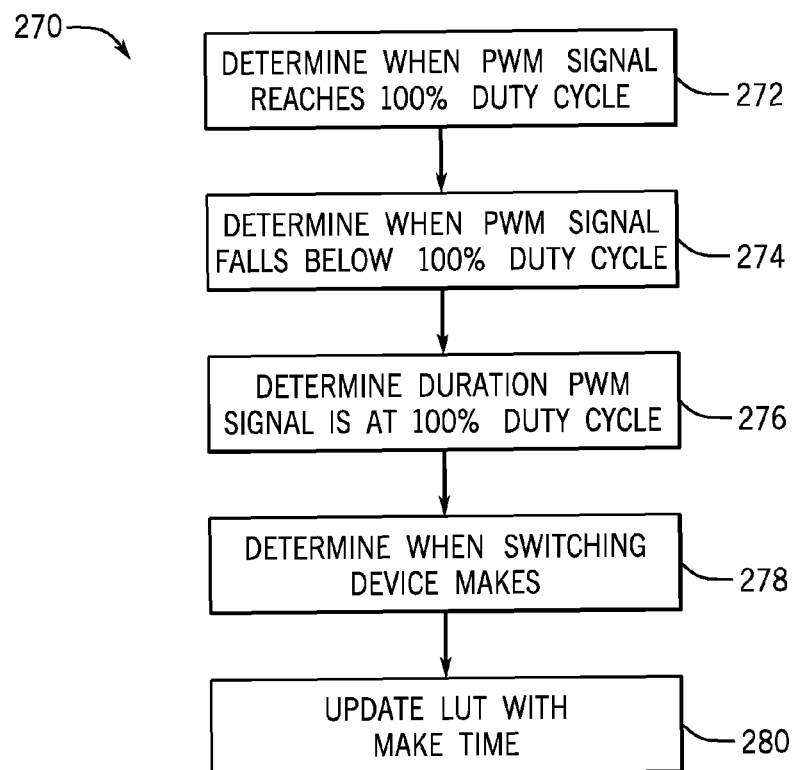 270
DETERMINE WHEN PWM SIGNAL
REACHES 100% DUTY CYCLE
272
DETERMINE WHEN PWM SIGNAL
FALLS BELOW 100% DUTY CYCLE
274
DETERMINE DURATION PWM
SIGNAL IS AT 100% DUTY CYCLE
276
DETERMINE WHEN SWITCHING
DEVICE MAKES
278
UPDATE LUT WITH
MAKE TIME
280